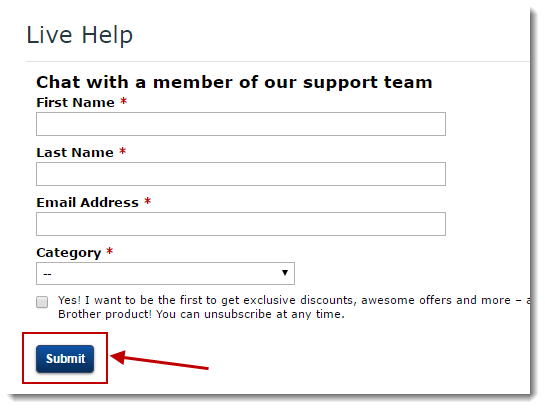 Live Help
Chat with a member of our support team
First Name *
Last Name *
Email Address *
Category *
--
Yes! I want to be the first to get exclusive discounts, awesome offers and more –
Brother product! You can unsubscribe at any time.
Submit